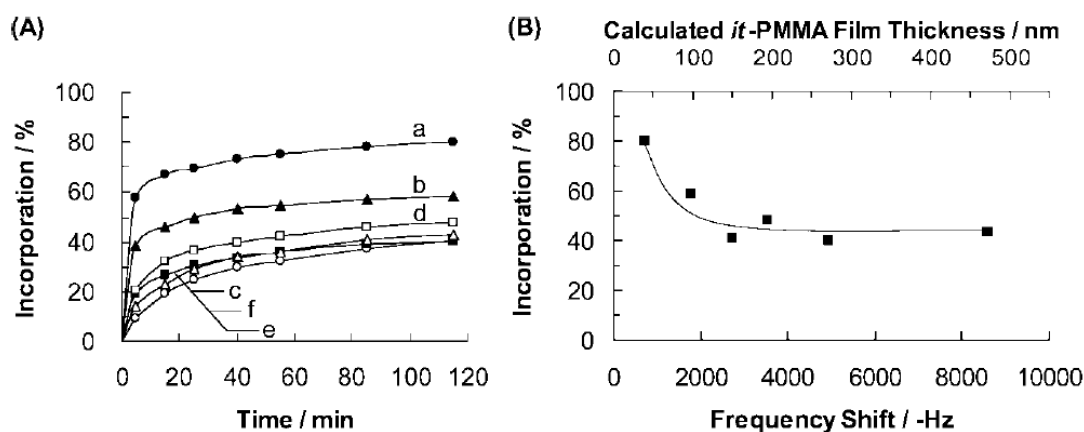 (A)
100
80
60
40
20
0
Incorporation / %
a
b
d
c
f
e
0 20 40 60 80 100 120
Time / min
(B)
Calculated it-PMMA Film Thickness / nm
0 100 200 300 400 500
100
80
60
40
20
0
Incorporation / %
0 2000 4000 6000 8000 10000
Frequency Shift / -Hz